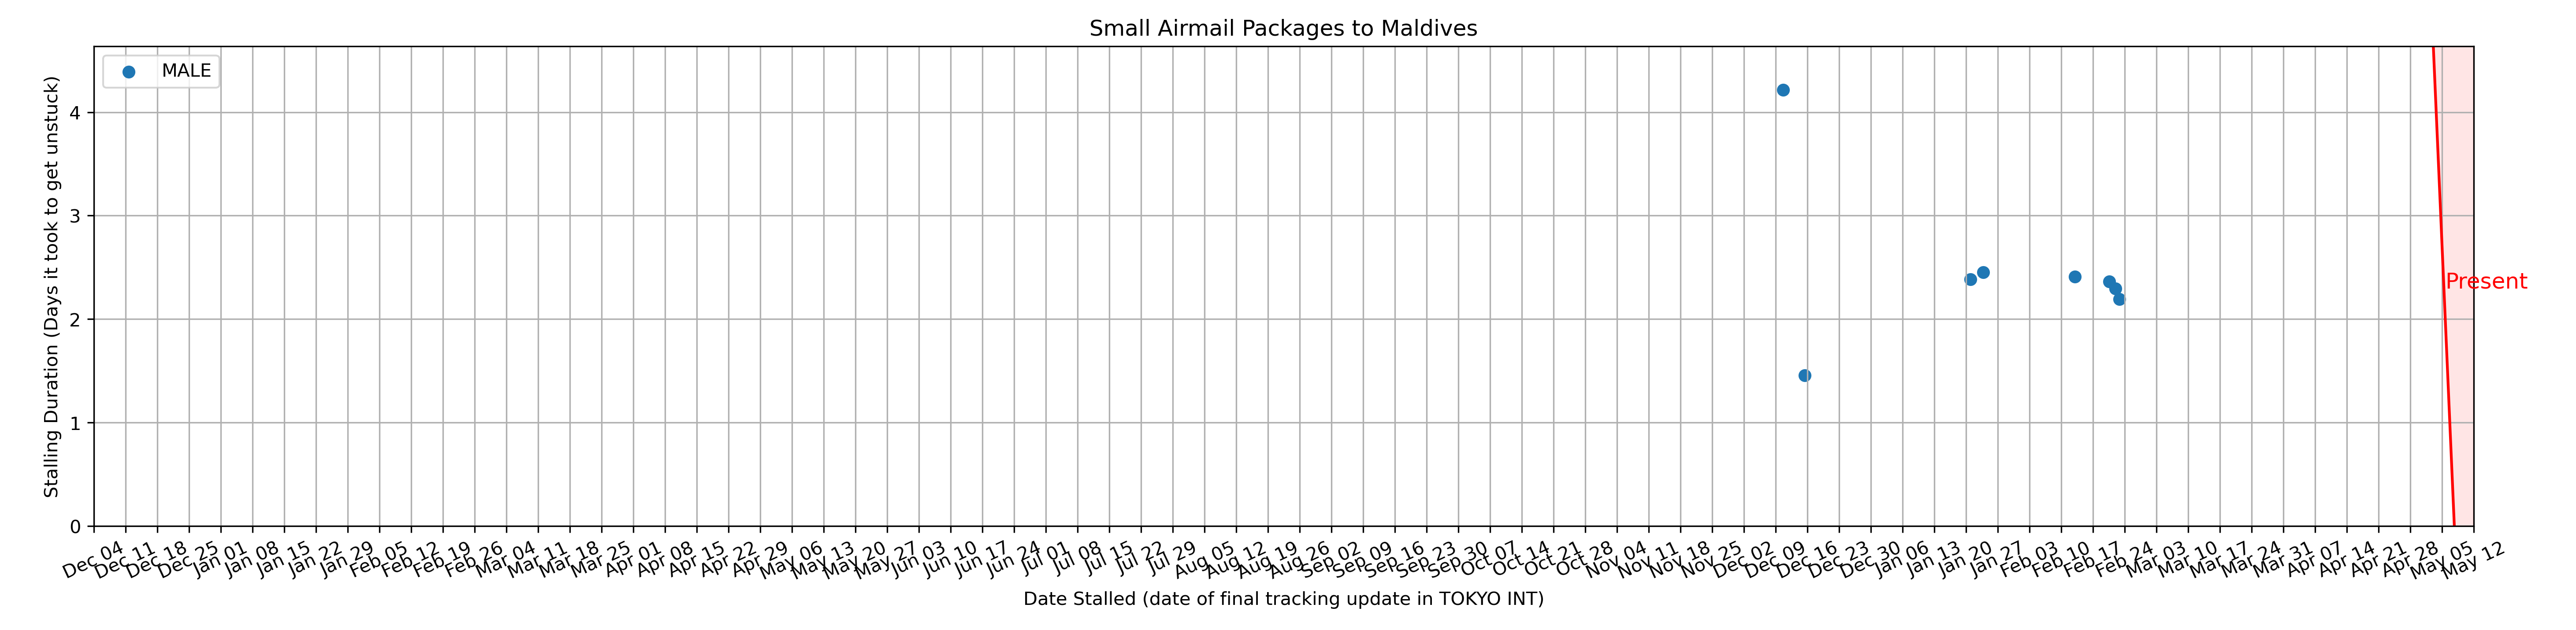 Small Airmail Packages to Maldives
MALE
Stalling Duration (Days it took to get unstuck)
4
3
2
1
0
Present
Dec 04 Dec 11 Dec 18 Dec 25 Jan 01 Jan 08 Jan 15 Jan 22 Jan 29 Feb 05 Feb 12 Feb 19 Feb 26 Mar 04 Mar 11 Mar 18 Mar 25 Apr 01 Apr 08 Apr 15 Apr 22 Apr 29 May 06 May 13 May 20 May 27 Jun 03 Jun 10 Jun 17 Jun 24 Jul 01 Jul 08 Jul 15 Jul 22 Jul 29 Aug 05 Aug 12 Aug 19 Aug 26 Sep 02 Sep 09 Sep 16 Sep 23 Sep 30 Oct 07 Oct 14 Oct 21 Oct 28 Nov 04 Nov 11 Nov 18 Nov 25 Dec 02 Dec 09 Dec 16 Dec 23 Dec 30 Jan 06 Jan 13 Jan 20 Jan 27 Feb 03 Feb 10 Feb 17 Feb 24 Mar 03 Mar 10 Mar 17 Mar 24 Mar 31 Apr 07 Apr 14 Apr 21 Apr 28 May 05 May 12
Date Stalled (date of final tracking update in TOKYO INT)